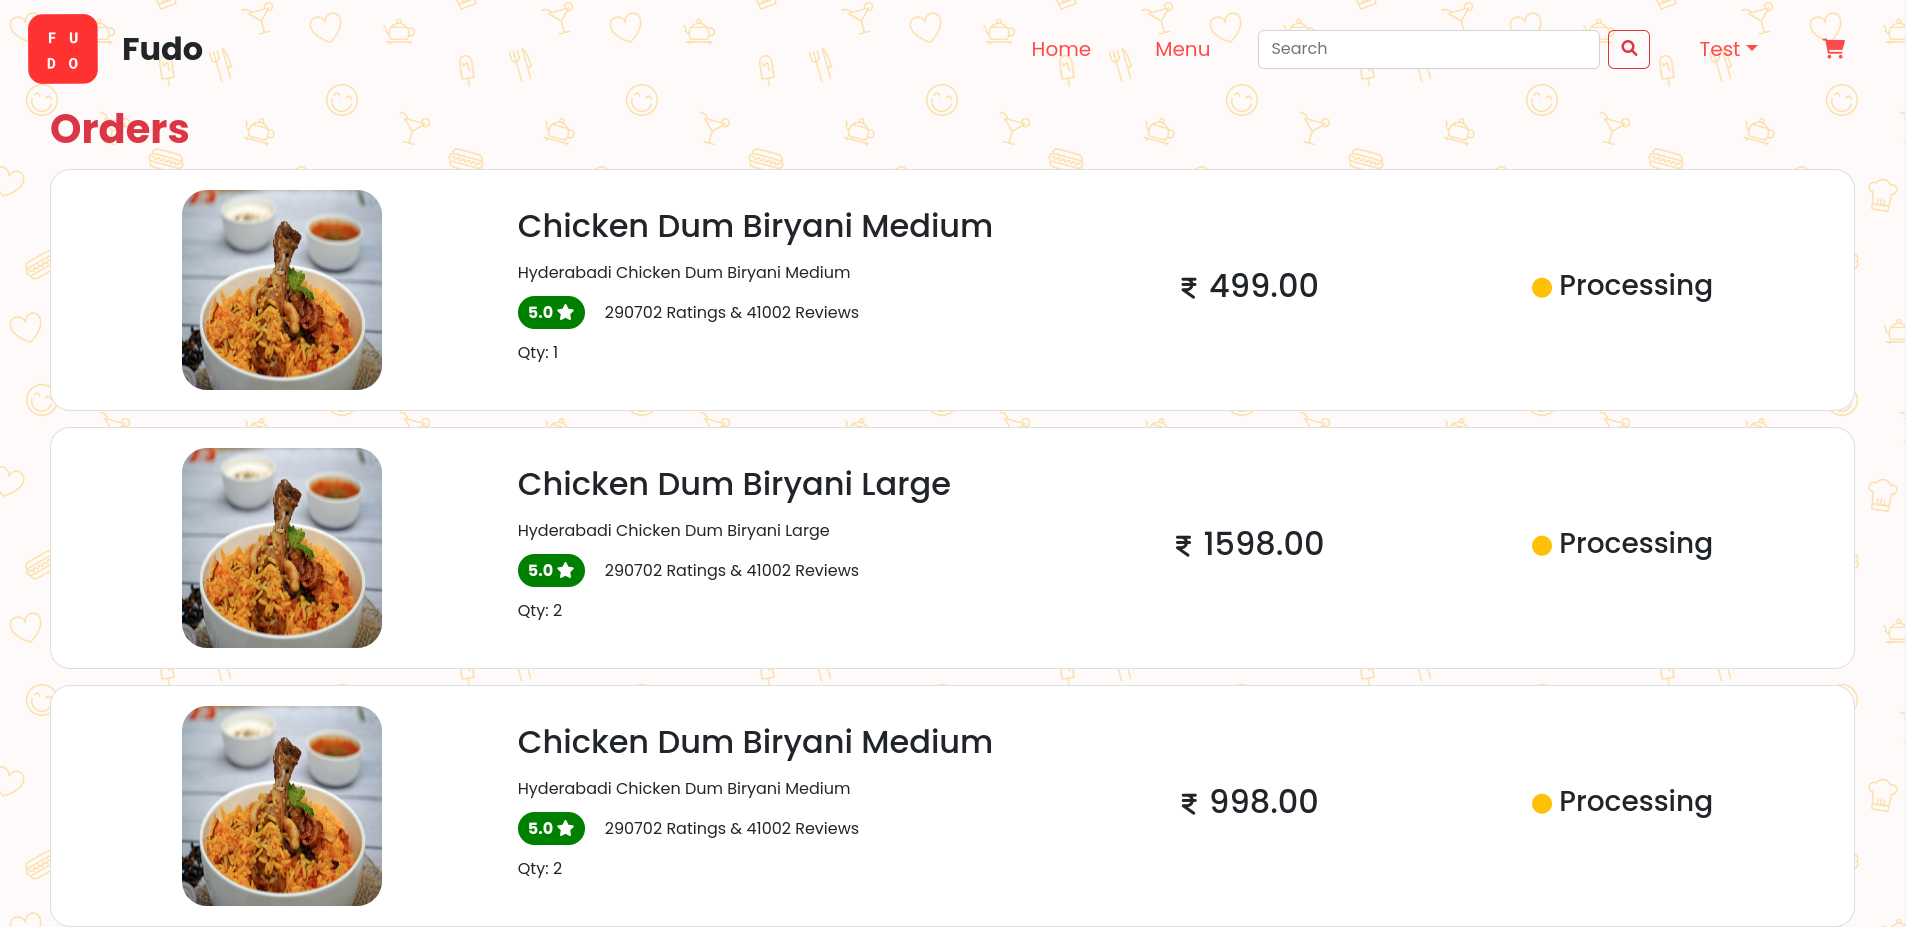 F U
D O
Fudo
Home
Menu
Search
Test
Orders
Chicken Dum Biryani Medium
Hyderabadi Chicken Dum Biryani Medium
5.0 290702 Ratings & 41002 Reviews
Qty: 1
₹ 499.00
Processing
Chicken Dum Biryani Large
Hyderabadi Chicken Dum Biryani Large
5.0 290702 Ratings & 41002 Reviews
Qty: 2
₹ 1598.00
Processing
Chicken Dum Biryani Medium
Hyderabadi Chicken Dum Biryani Medium
5.0 290702 Ratings & 41002 Reviews
Qty: 2
₹ 998.00
Processing